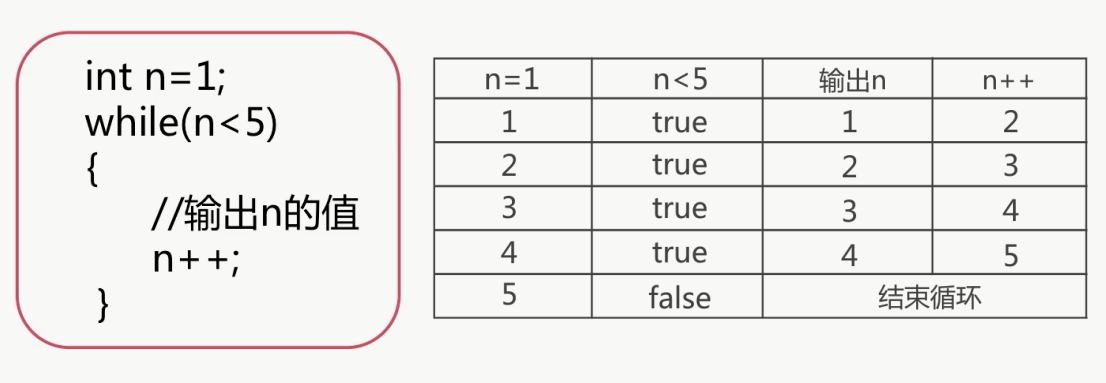 int n=1;
while(n<5)
{
//输出n的值
n++;
}
n=1 n<5 输出n n++
1 true 1 2
2 true 2 3
3 true 3 4
4 true 4 5
5 false 结束循环